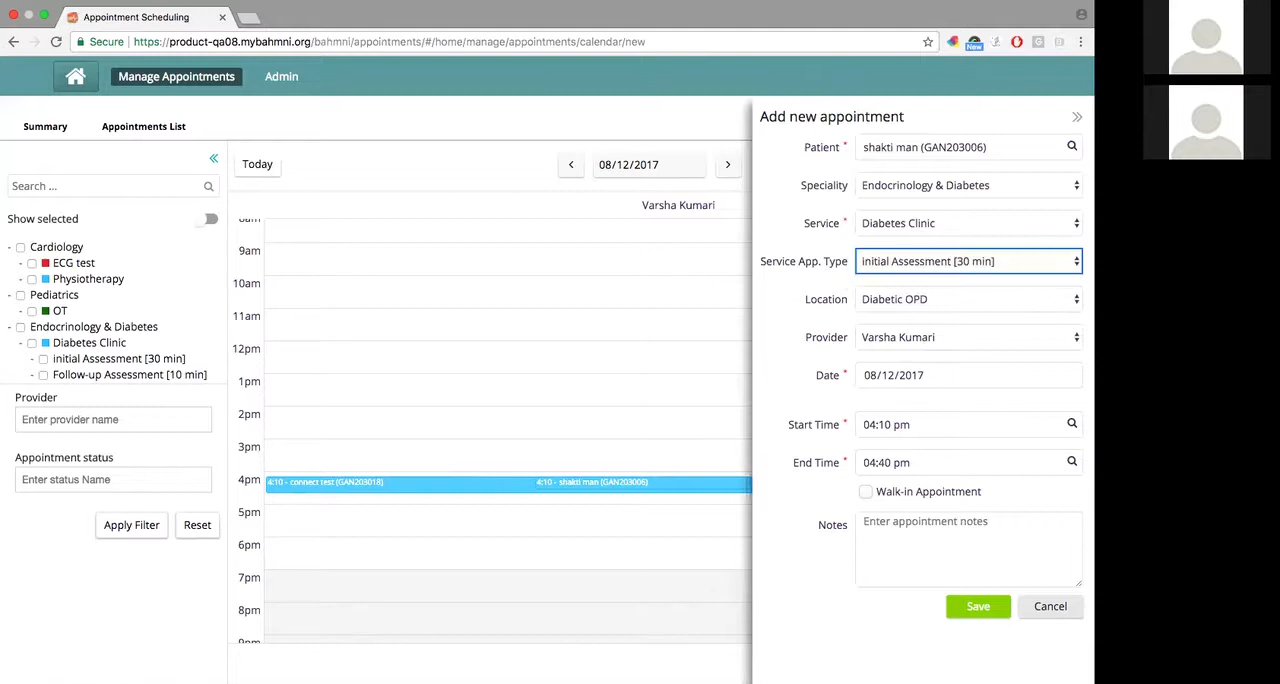 Appointment Scheduling
Secure | https://product-qa08.mybahmni.org/bahmni/appointments/#/home/manage/appointments/calendar/new
New
Manage Appointments
Admin
Summary
Appointments List
Search ...
Show selected
Cardiology
ECG test
Physiotherapy
Pediatrics
OT
Endocrinology & Diabetes
Diabetes Clinic
initial Assessment [30 min]
Follow-up Assessment [10 min]
Provider
Enter provider name
Appointment status
Enter status Name
Apply Filter
Reset
Today
08/12/2017
Varsha Kumari
9am
10am
11am
12pm
1pm
2pm
3pm
4pm
4:10 - connect test (GAN203018)
4:10 - shakti man (GAN203006)
5pm
6pm
7pm
8pm
9pm
Add new appointment
Patient * shakti man (GAN203006)
Speciality Endocrinology & Diabetes
Service * Diabetes Clinic
Service App. Type initial Assessment [30 min]
Location Diabetic OPD
Provider Varsha Kumari
Date * 08/12/2017
Start Time * 04:10 pm
End Time * 04:40 pm
Walk-in Appointment
Notes Enter appointment notes
Save
Cancel